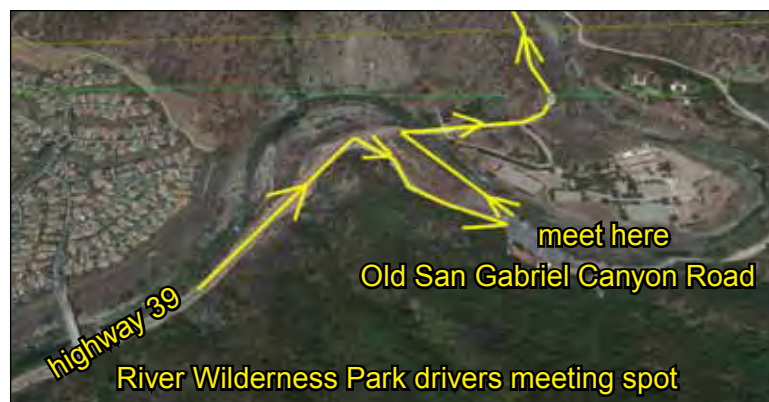 meet here
Old San Gabriel Canyon Road
highway 39
River Wilderness Park drivers meeting spot